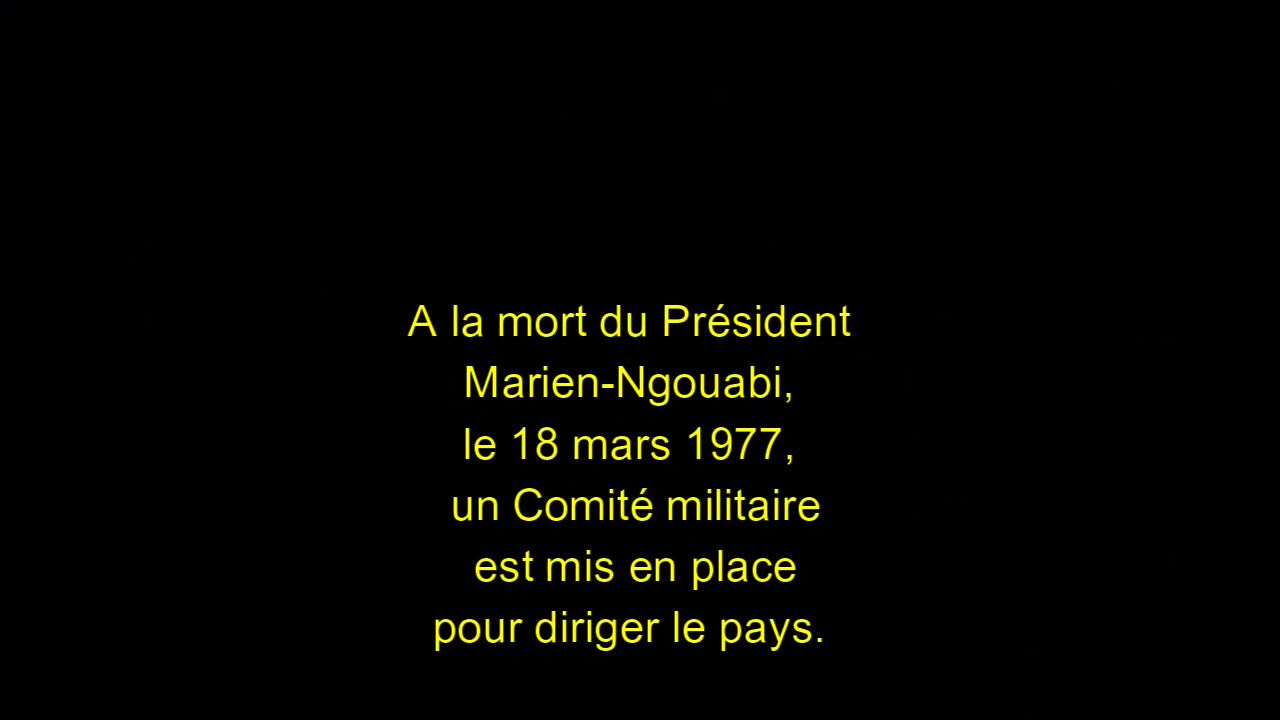 A la mort du Président
Marien-Ngouabi,
le 18 mars 1977,
un Comité militaire
est mis en place
pour diriger le pays.